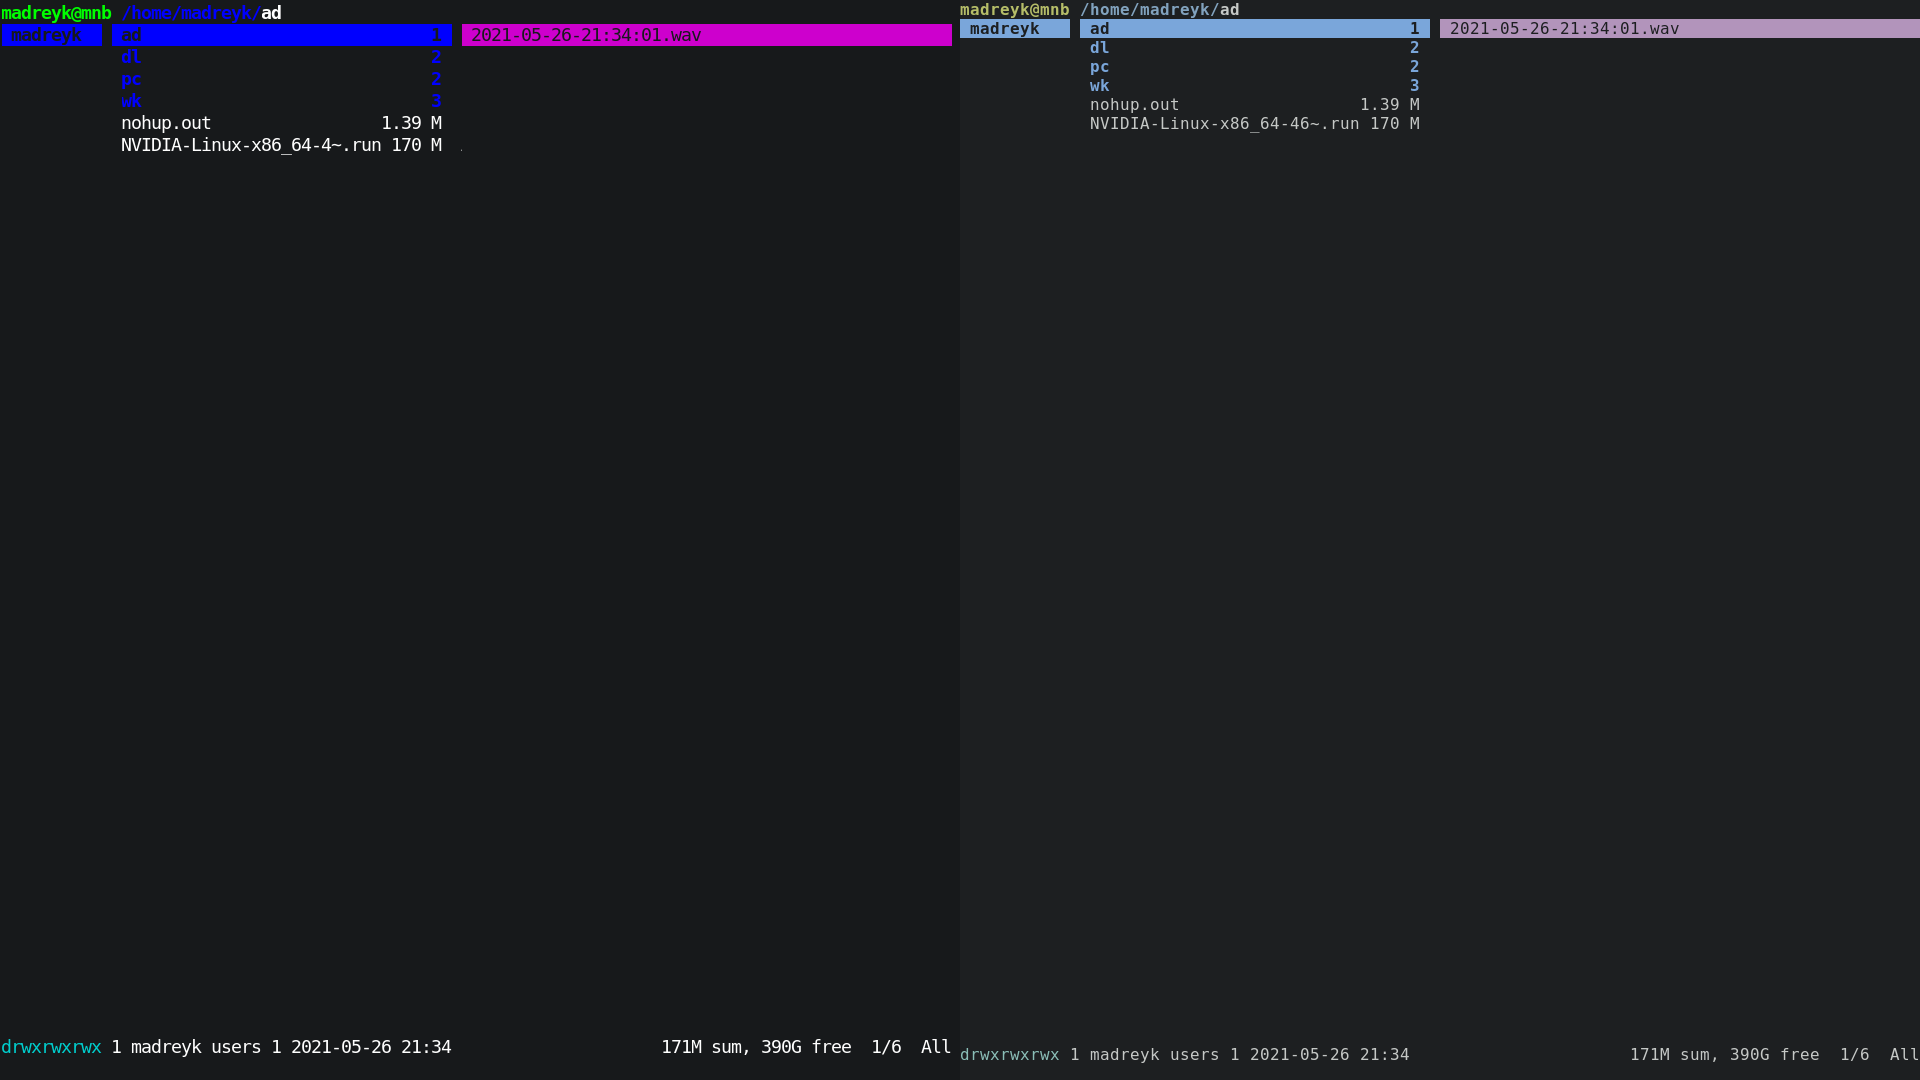 madreyk@mnb /home/madreyk/ad
madreyk ad 1 2021-05-26-21:34:01.wav
dl 2
pc 2
wk 3
nohup.out 1.39 M
NVIDIA-Linux-x86_64-4~.run 170 M
drwxrwxrwx 1 madreyk users 1 2021-05-26 21:34 171M sum, 390G free 1/6 All
madreyk@mnb /home/madreyk/ad
madreyk ad 1 2021-05-26-21:34:01.wav
dl 2
pc 2
wk 3
nohup.out 1.39 M
NVIDIA-Linux-x86_64-46~.run 170 M
drwxrwxrwx 1 madreyk users 1 2021-05-26 21:34 171M sum, 390G free 1/6 All